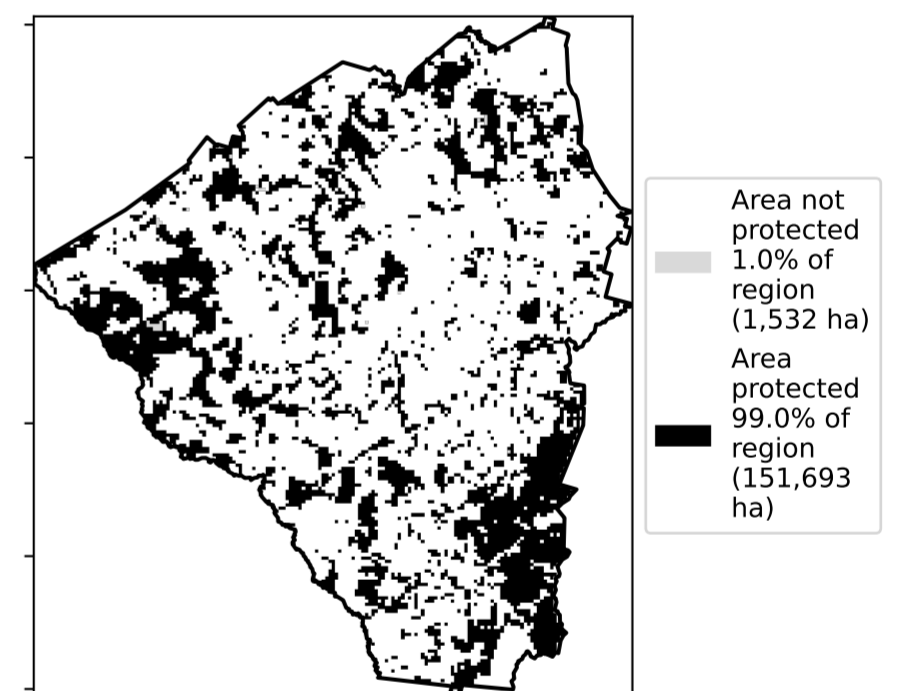 Area not
protected
1.0% of
region
(1,532 ha)
Area
protected
99.0% of
region
(151,693
ha)